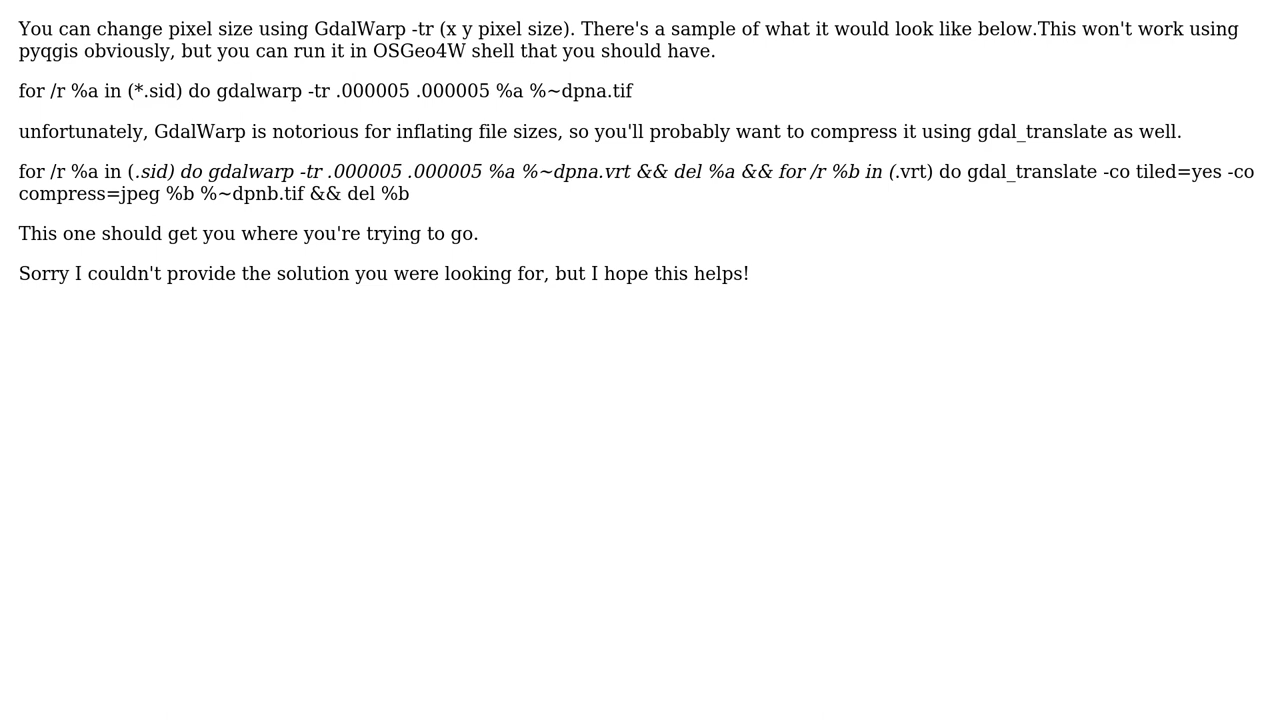 You can change pixel size using GdalWarp -tr (x y pixel size). There's a sample of what it would look like below.This won't work using
pyqgis obviously, but you can run it in OSGeo4W shell that you should have.
for /r %a in (*.sid) do gdalwarp -tr .000005 .000005 %a %~dpna.tif
unfortunately, GdalWarp is notorious for inflating file sizes, so you'll probably want to compress it using gdal_translate as well.
for /r %a in (.sid) do gdalwarp -tr .000005 .000005 %a %~dpna.vrt && del %a && for /r %b in (.vrt) do gdal_translate -co tiled=yes -co
compress=jpeg %b %~dpnb.tif && del %b
This one should get you where you're trying to go.
Sorry I couldn't provide the solution you were looking for, but I hope this helps!